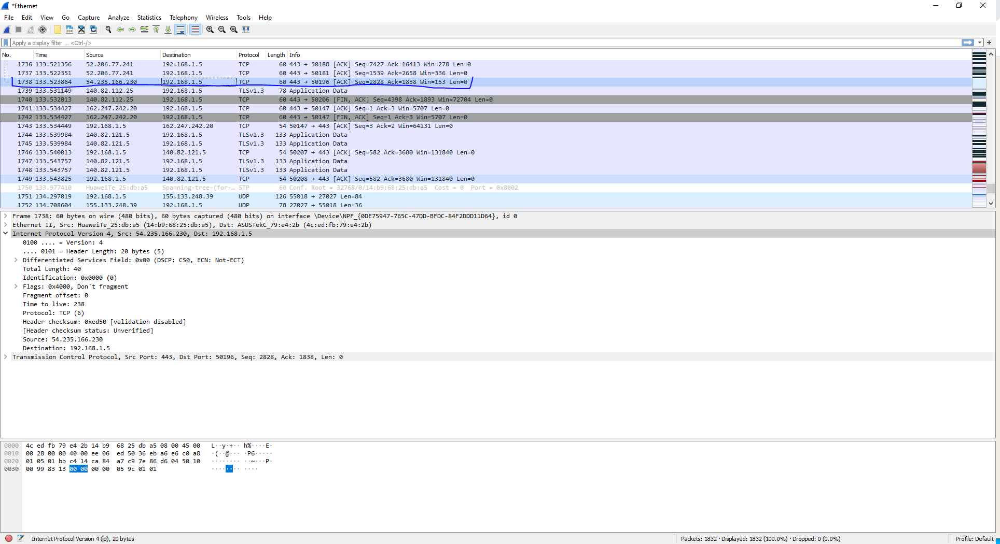 *Ethernet
File Edit View Go Capture Analyze Statistics Telephony Wireless Tools Help
Apply a display filter ... <Ctrl-/>
No. Time Source Destination Protocol Length Info
1736 133.521356 52.206.77.241 192.168.1.5 TCP 60 443 → 50188 [ACK] Seq=7427 Ack=16413 Win=278 Len=0
1737 133.522351 52.206.77.241 192.168.1.5 TCP 60 443 → 50181 [ACK] Seq=1539 Ack=2658 Win=336 Len=0
1738 133.523864 54.235.166.230 192.168.1.5 TCP 60 443 → 50196 [ACK] Seq=2828 Ack=1838 Win=153 Len=0
1739 133.531149 140.82.112.25 192.168.1.5 TLSv1.3 78 Application Data
1740 133.532013 140.82.112.25 192.168.1.5 TCP 60 443 → 50206 [FIN, ACK] Seq=4398 Ack=1893 Win=72704 Len=0
1741 133.534427 162.247.242.20 192.168.1.5 TCP 60 443 → 50147 [ACK] Seq=1 Ack=3 Win=5707 Len=0
1742 133.534427 162.247.242.20 192.168.1.5 TCP 60 443 → 50147 [FIN, ACK] Seq=1 Ack=3 Win=5707 Len=0
1743 133.534449 192.168.1.5 162.247.242.20 TCP 54 50147 → 443 [ACK] Seq=3 Ack=2 Win=64131 Len=0
1744 133.539984 140.82.121.5 192.168.1.5 TLSv1.3 133 Application Data
1745 133.539984 140.82.121.5 192.168.1.5 TLSv1.3 133 Application Data
1746 133.540013 192.168.1.5 140.82.121.5 TCP 54 50207 → 443 [ACK] Seq=582 Ack=3680 Win=131840 Len=0
1747 133.543757 140.82.121.5 192.168.1.5 TLSv1.3 133 Application Data
1748 133.543757 140.82.121.5 192.168.1.5 TLSv1.3 133 Application Data
1749 133.543825 192.168.1.5 140.82.121.5 TCP 54 50208 → 443 [ACK] Seq=582 Ack=3680 Win=131840 Len=0
1750 133.977410 HuaweiTe_25:db:a5 Spanning-tree-(for-… STP 60 Conf. Root = 32768/0/14:b9:68:25:db:a5 Cost = 0 Port = 0x8002
1751 134.297019 192.168.1.5 155.133.248.39 UDP 126 55018 → 27027 Len=84
1752 134.708604 155.133.248.39 192.168.1.5 UDP 78 27027 → 55018 Len=36
Frame 1738: 60 bytes on wire (480 bits), 60 bytes captured (480 bits) on interface \Device\NPF_{0DE75947-765C-47DD-BFDC-84F2DDD11D64}, id 0
Ethernet II, Src: HuaweiTe_25:db:a5 (14:b9:68:25:db:a5), Dst: ASUSTekC_79:e4:2b (4c:ed:fb:79:e4:2b)
Internet Protocol Version 4, Src: 54.235.166.230, Dst: 192.168.1.5
0100 .... = Version: 4
.... 0101 = Header Length: 20 bytes (5)
Differentiated Services Field: 0x00 (DSCP: CS0, ECN: Not-ECT)
Total Length: 40
Identification: 0x0000 (0)
Flags: 0x4000, Don't fragment
Fragment offset: 0
Time to live: 238
Protocol: TCP (6)
Header checksum: 0xed50 [validation disabled]
[Header checksum status: Unverified]
Source: 54.235.166.230
Destination: 192.168.1.5
Transmission Control Protocol, Src Port: 443, Dst Port: 50196, Seq: 2828, Ack: 1838, Len: 0
0000 4c ed fb 79 e4 2b 14 b9 68 25 db a5 08 00 45 00 L··y·+·· h%····E·
0010 00 28 00 00 40 00 ee 06 ed 50 36 eb a6 e6 c0 a8 ·(··@··· ·P6·····
0020 01 05 01 bb c4 14 ca 84 a7 c9 7e 86 d6 04 50 10 ········ ··~···P·
0030 00 99 83 13 00 00 00 00 05 9c 01 01 ········ ····
Internet Protocol Version 4 (ip), 20 bytes Packets: 1832 · Displayed: 1832 (100.0%) · Dropped: 0 (0.0%) Profile: Default